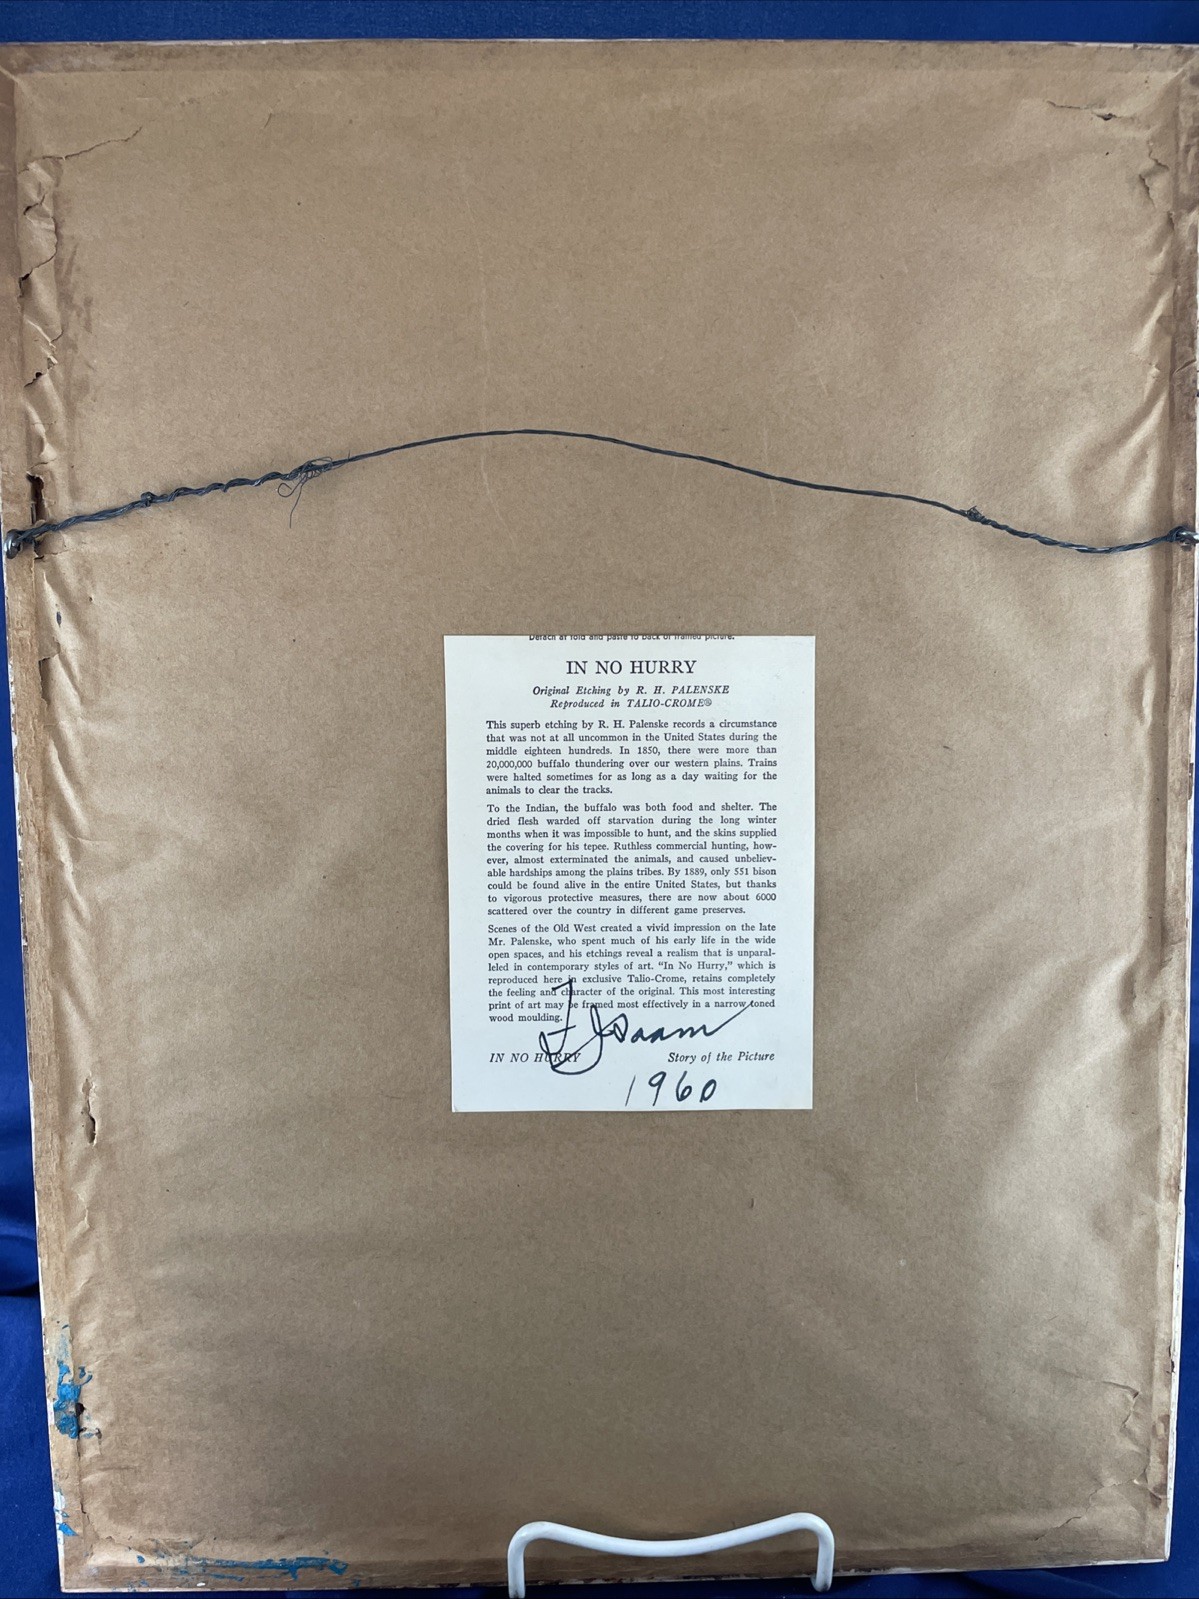 Detach at fold and paste to back of framed picture.
IN NO HURRY
Original Etching by R. H. PALENSKE
Reproduced in TALIO-CROME®
This superb etching by R. H. Palenske records a circumstance
that was not at all uncommon in the United States during the
middle eighteen hundreds. In 1850, there were more than
20,000,000 buffalo thundering over our western plains. Trains
were halted sometimes for as long as a day waiting for the
animals to clear the tracks.
To the Indian, the buffalo was both food and shelter. The
dried flesh warded off starvation during the long winter
months when it was impossible to hunt, and the skins supplied
the covering for his tepee. Ruthless commercial hunting, how-
ever, almost exterminated the animals, and caused unbeliev-
able hardships among the plains tribes. By 1889, only 551 bison
could be found alive in the entire United States, but thanks
to vigorous protective measures, there are now about 6000
scattered over the country in different game preserves.
Scenes of the Old West created a vivid impression on the late
Mr. Palenske, who spent much of his early life in the wide
open spaces, and his etchings reveal a realism that is unparal-
leled in contemporary styles of art. "In No Hurry," which is
reproduced here in exclusive Talio-Crome, retains completely
the feeling and character of the original. This most interesting
print of art may be framed most effectively in a narrow toned
wood moulding.
IN NO HURRY Story of the Picture
1960